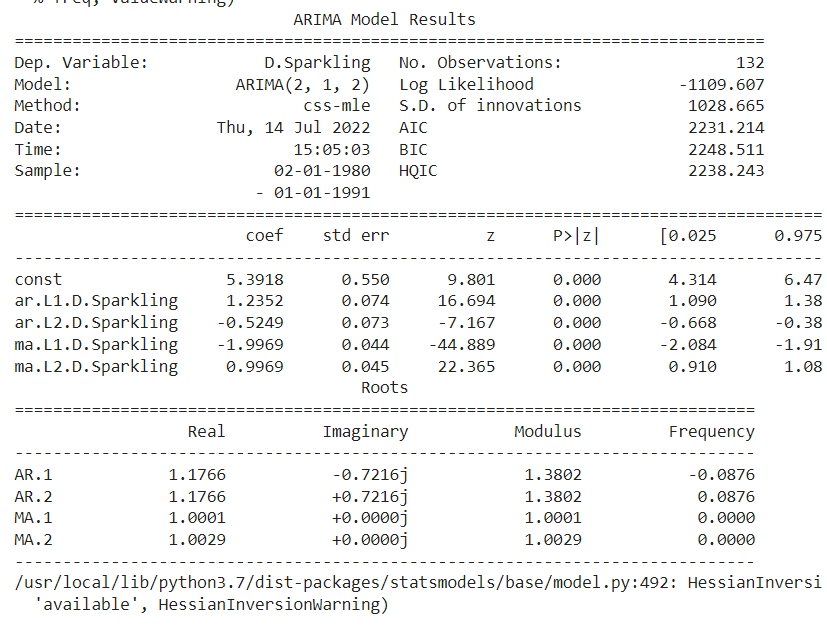 % freq, ValueWarning)
ARIMA Model Results
==============================================================================
Dep. Variable: D.Sparkling No. Observations: 132
Model: ARIMA(2, 1, 2) Log Likelihood -1109.607
Method: css-mle S.D. of innovations 1028.665
Date: Thu, 14 Jul 2022 AIC 2231.214
Time: 15:05:03 BIC 2248.511
Sample: 02-01-1980 HQIC 2238.243
- 01-01-1991
==============================================================================
coef std err z P>|z| [0.025 0.975
------------------------------------------------------------------------------
const 5.3918 0.550 9.801 0.000 4.314 6.47
ar.L1.D.Sparkling 1.2352 0.074 16.694 0.000 1.090 1.38
ar.L2.D.Sparkling -0.5249 0.073 -7.167 0.000 -0.668 -0.38
ma.L1.D.Sparkling -1.9969 0.044 -44.889 0.000 -2.084 -1.91
ma.L2.D.Sparkling 0.9969 0.045 22.365 0.000 0.910 1.08
Roots
==============================================================================
Real Imaginary Modulus Frequency
------------------------------------------------------------------------------
AR.1 1.1766 -0.7216j 1.3802 -0.0876
AR.2 1.1766 +0.7216j 1.3802 0.0876
MA.1 1.0001 +0.0000j 1.0001 0.0000
MA.2 1.0029 +0.0000j 1.0029 0.0000
------------------------------------------------------------------------------
/usr/local/lib/python3.7/dist-packages/statsmodels/base/model.py:492: HessianInversi
'available', HessianInversionWarning)